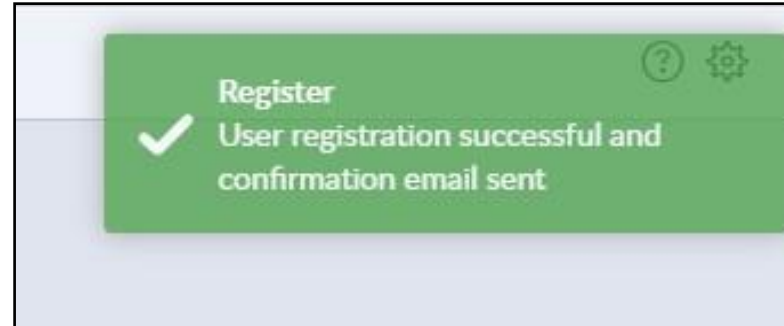 Register
User registration successful and
confirmation email sent